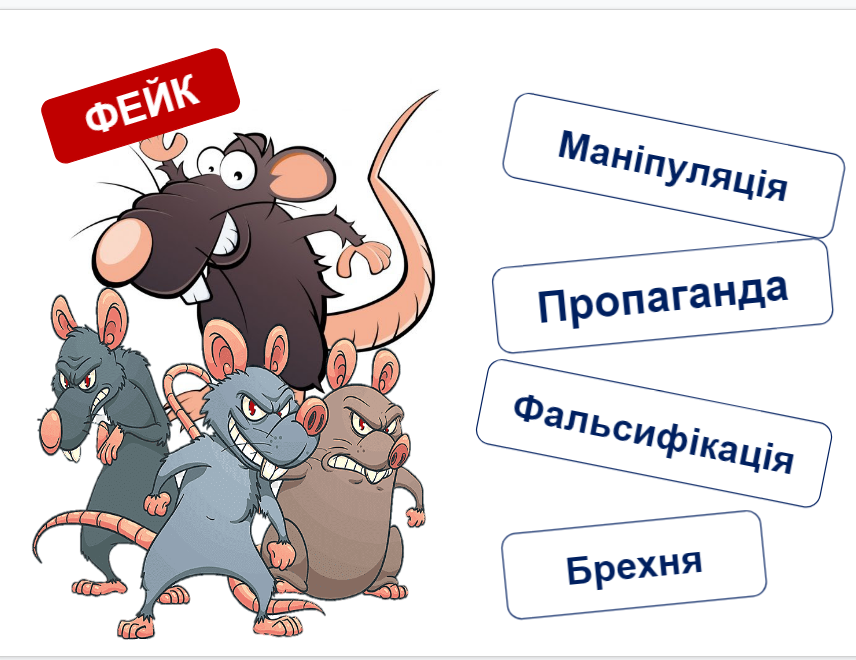 ФЕЙК
Маніпуляція
Пропаганда
Фальсифікація
Брехня